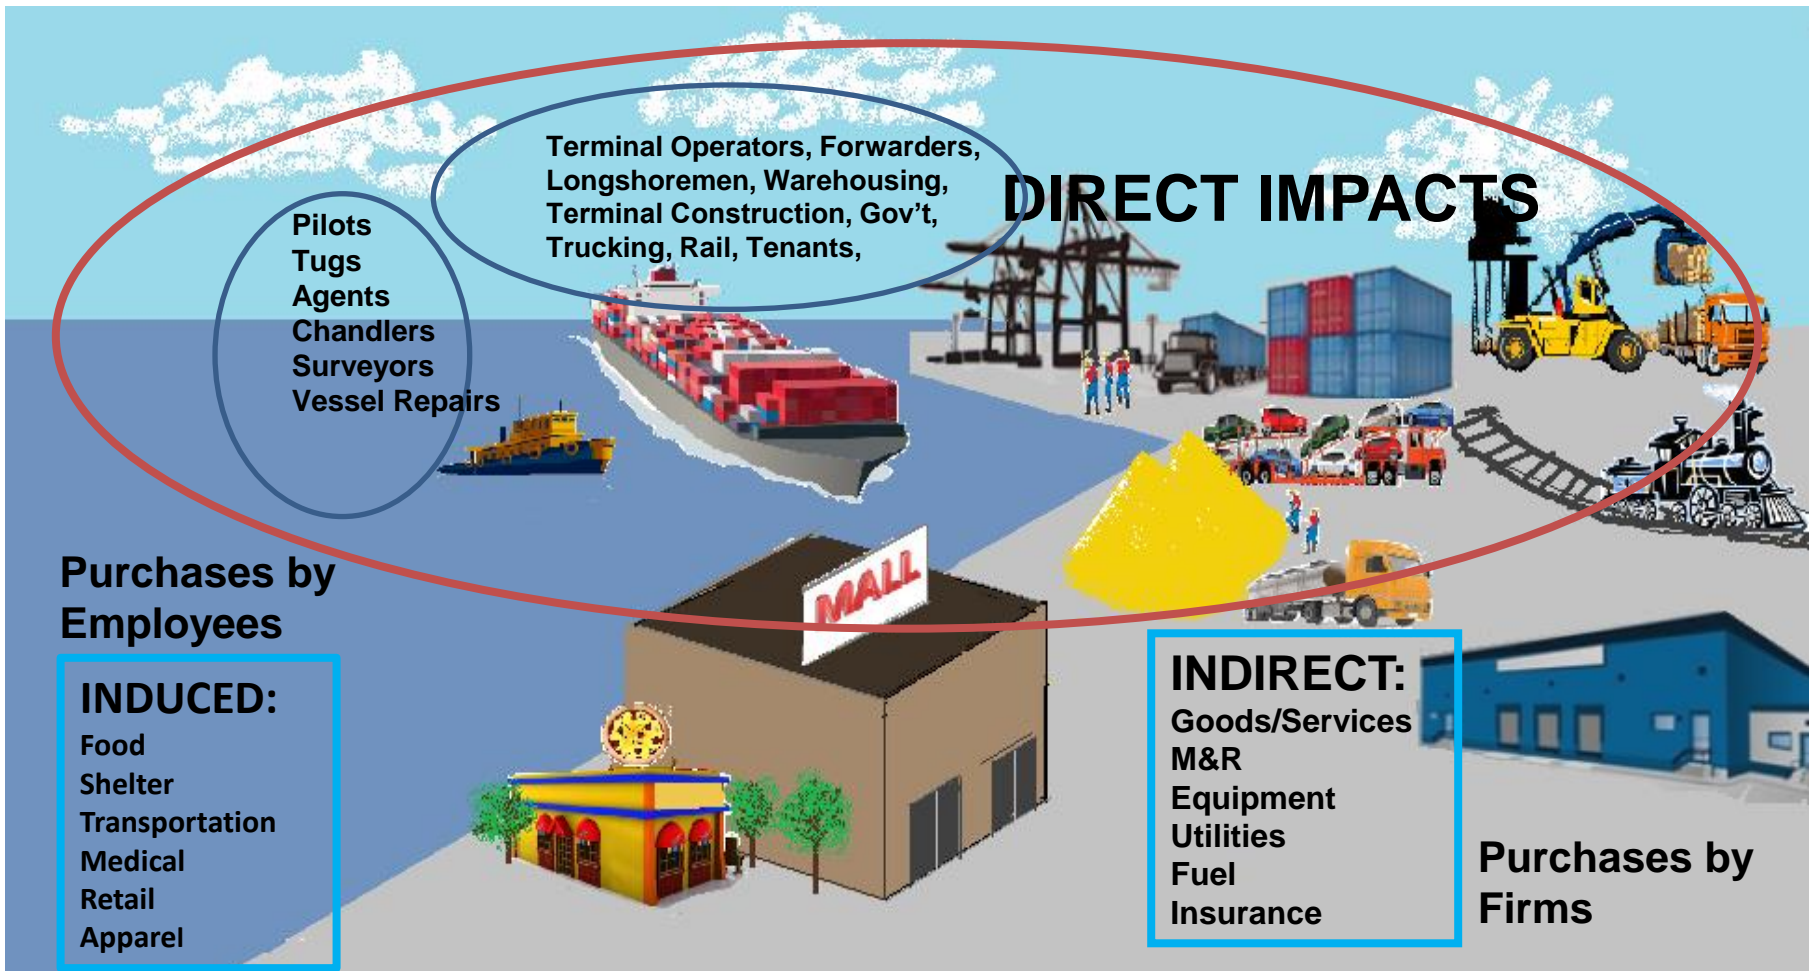 Terminal Operators, Forwarders,
Longshoremen, Warehousing,
Terminal Construction, Gov’t,
Trucking, Rail, Tenants,
DIRECT IMPACTS
Pilots
Tugs
Agents
Chandlers
Surveyors
Vessel Repairs
MALL
Purchases by
Employees
INDUCED:
Food
Shelter
Transportation
Medical
Retail
Apparel
INDIRECT:
Goods/Services
M&R
Equipment
Utilities
Fuel
Insurance
Purchases by
Firms